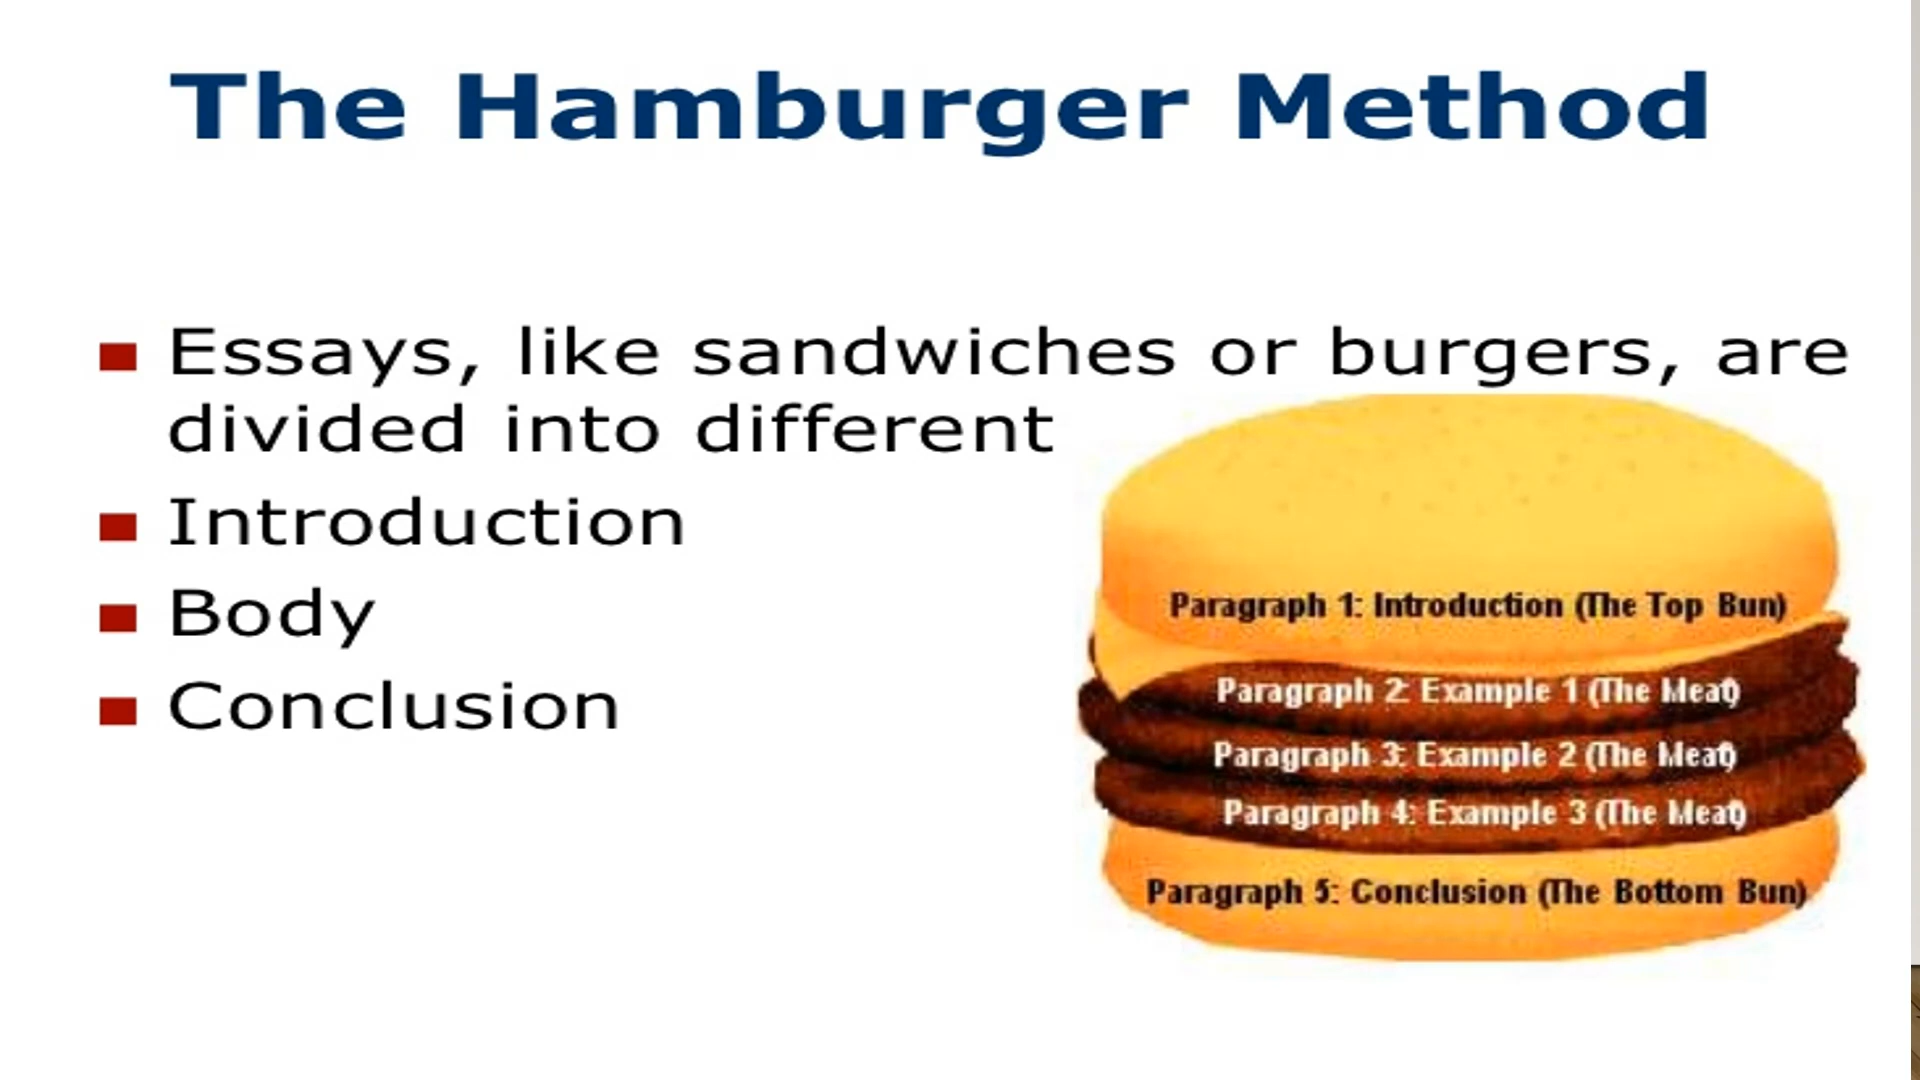 The Hamburger Method
Essays, like sandwiches or burgers, are
divided into different
Introduction
Body
Conclusion
Paragraph 1: Introduction (The Top Bun)
Paragraph 2: Example 1 (The Meat)
Paragraph 3: Example 2 (The Meat)
Paragraph 4: Example 3 (The Meat)
Paragraph 5: Conclusion (The Bottom Bun)